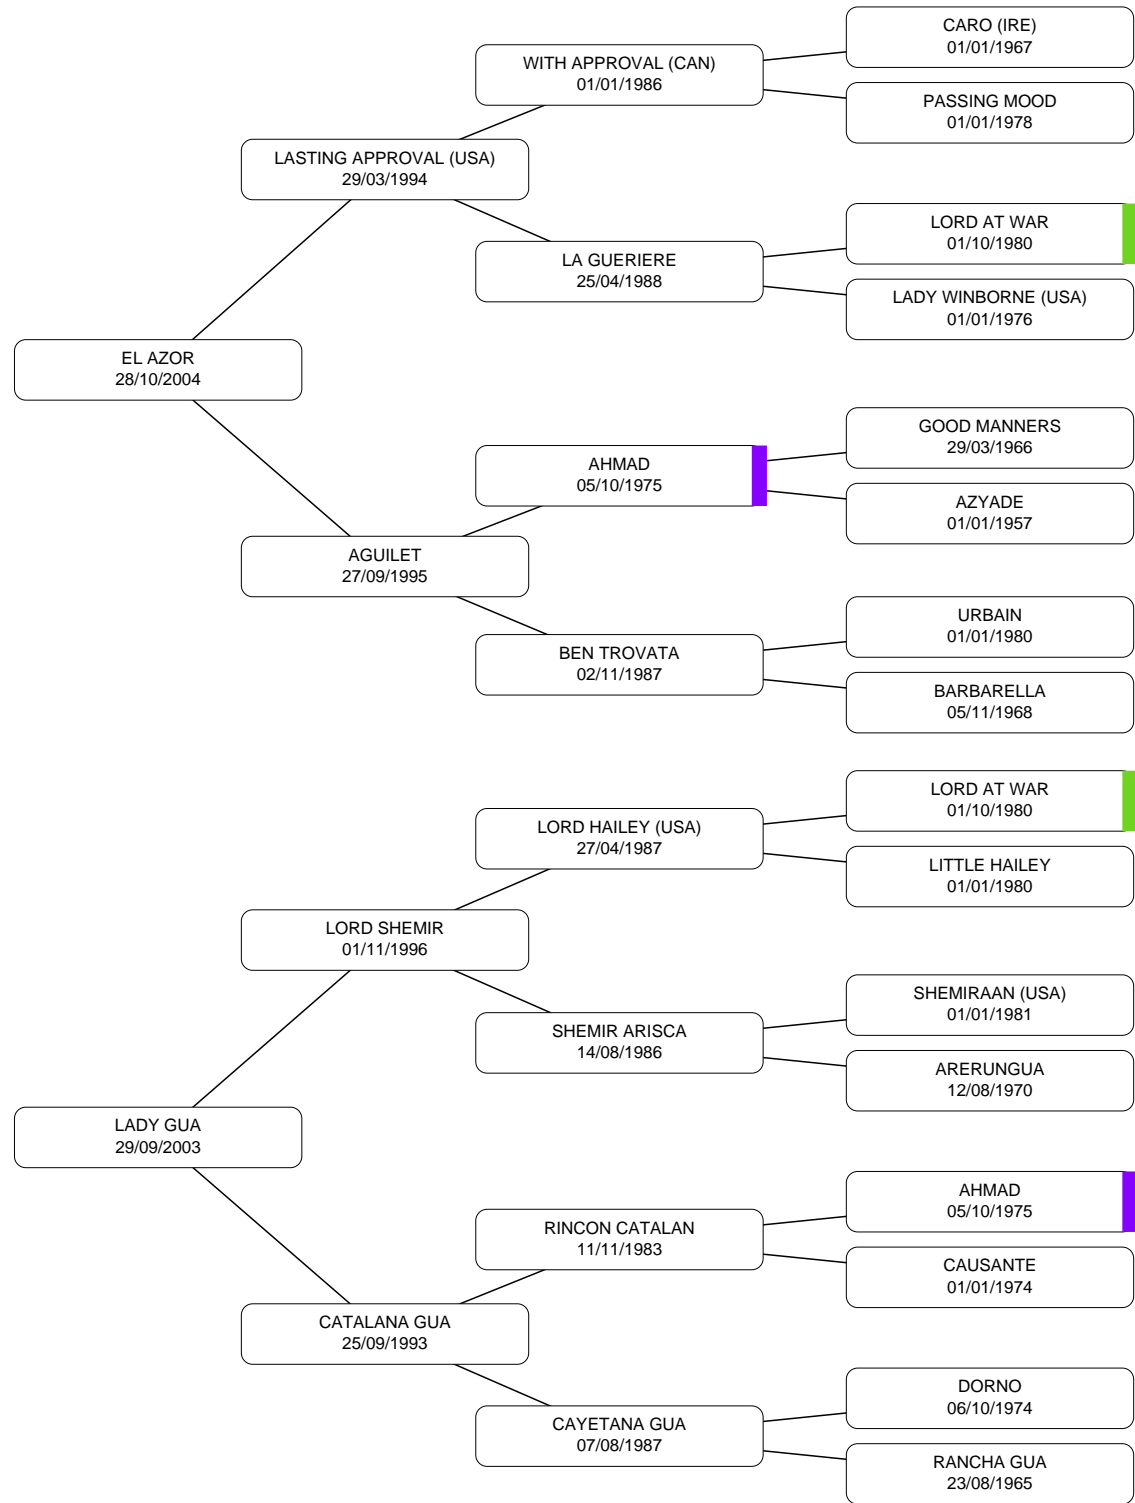 CARO (IRE)
01/01/1967
WITH APPROVAL (CAN)
01/01/1986
PASSING MOOD
01/01/1978
LASTING APPROVAL (USA)
29/03/1994
LORD AT WAR
01/10/1980
LA GUERIERE
25/04/1988
LADY WINBORNE (USA)
01/01/1976
EL AZOR
28/10/2004
GOOD MANNERS
29/03/1966
AHMAD
05/10/1975
AZYADE
01/01/1957
AGUILET
27/09/1995
URBAIN
01/01/1980
BEN TROVATA
02/11/1987
BARBARELLA
05/11/1968
LORD AT WAR
01/10/1980
LORD HAILEY (USA)
27/04/1987
LITTLE HAILEY
01/01/1980
LORD SHEMIR
01/11/1996
SHEMIRAAN (USA)
01/01/1981
SHEMIR ARISCA
14/08/1986
ARERUNGUA
12/08/1970
LADY GUA
29/09/2003
AHMAD
05/10/1975
RINCON CATALAN
11/11/1983
CAUSANTE
01/01/1974
CATALANA GUA
25/09/1993
DORNO
06/10/1974
CAYETANA GUA
07/08/1987
RANCHA GUA
23/08/1965